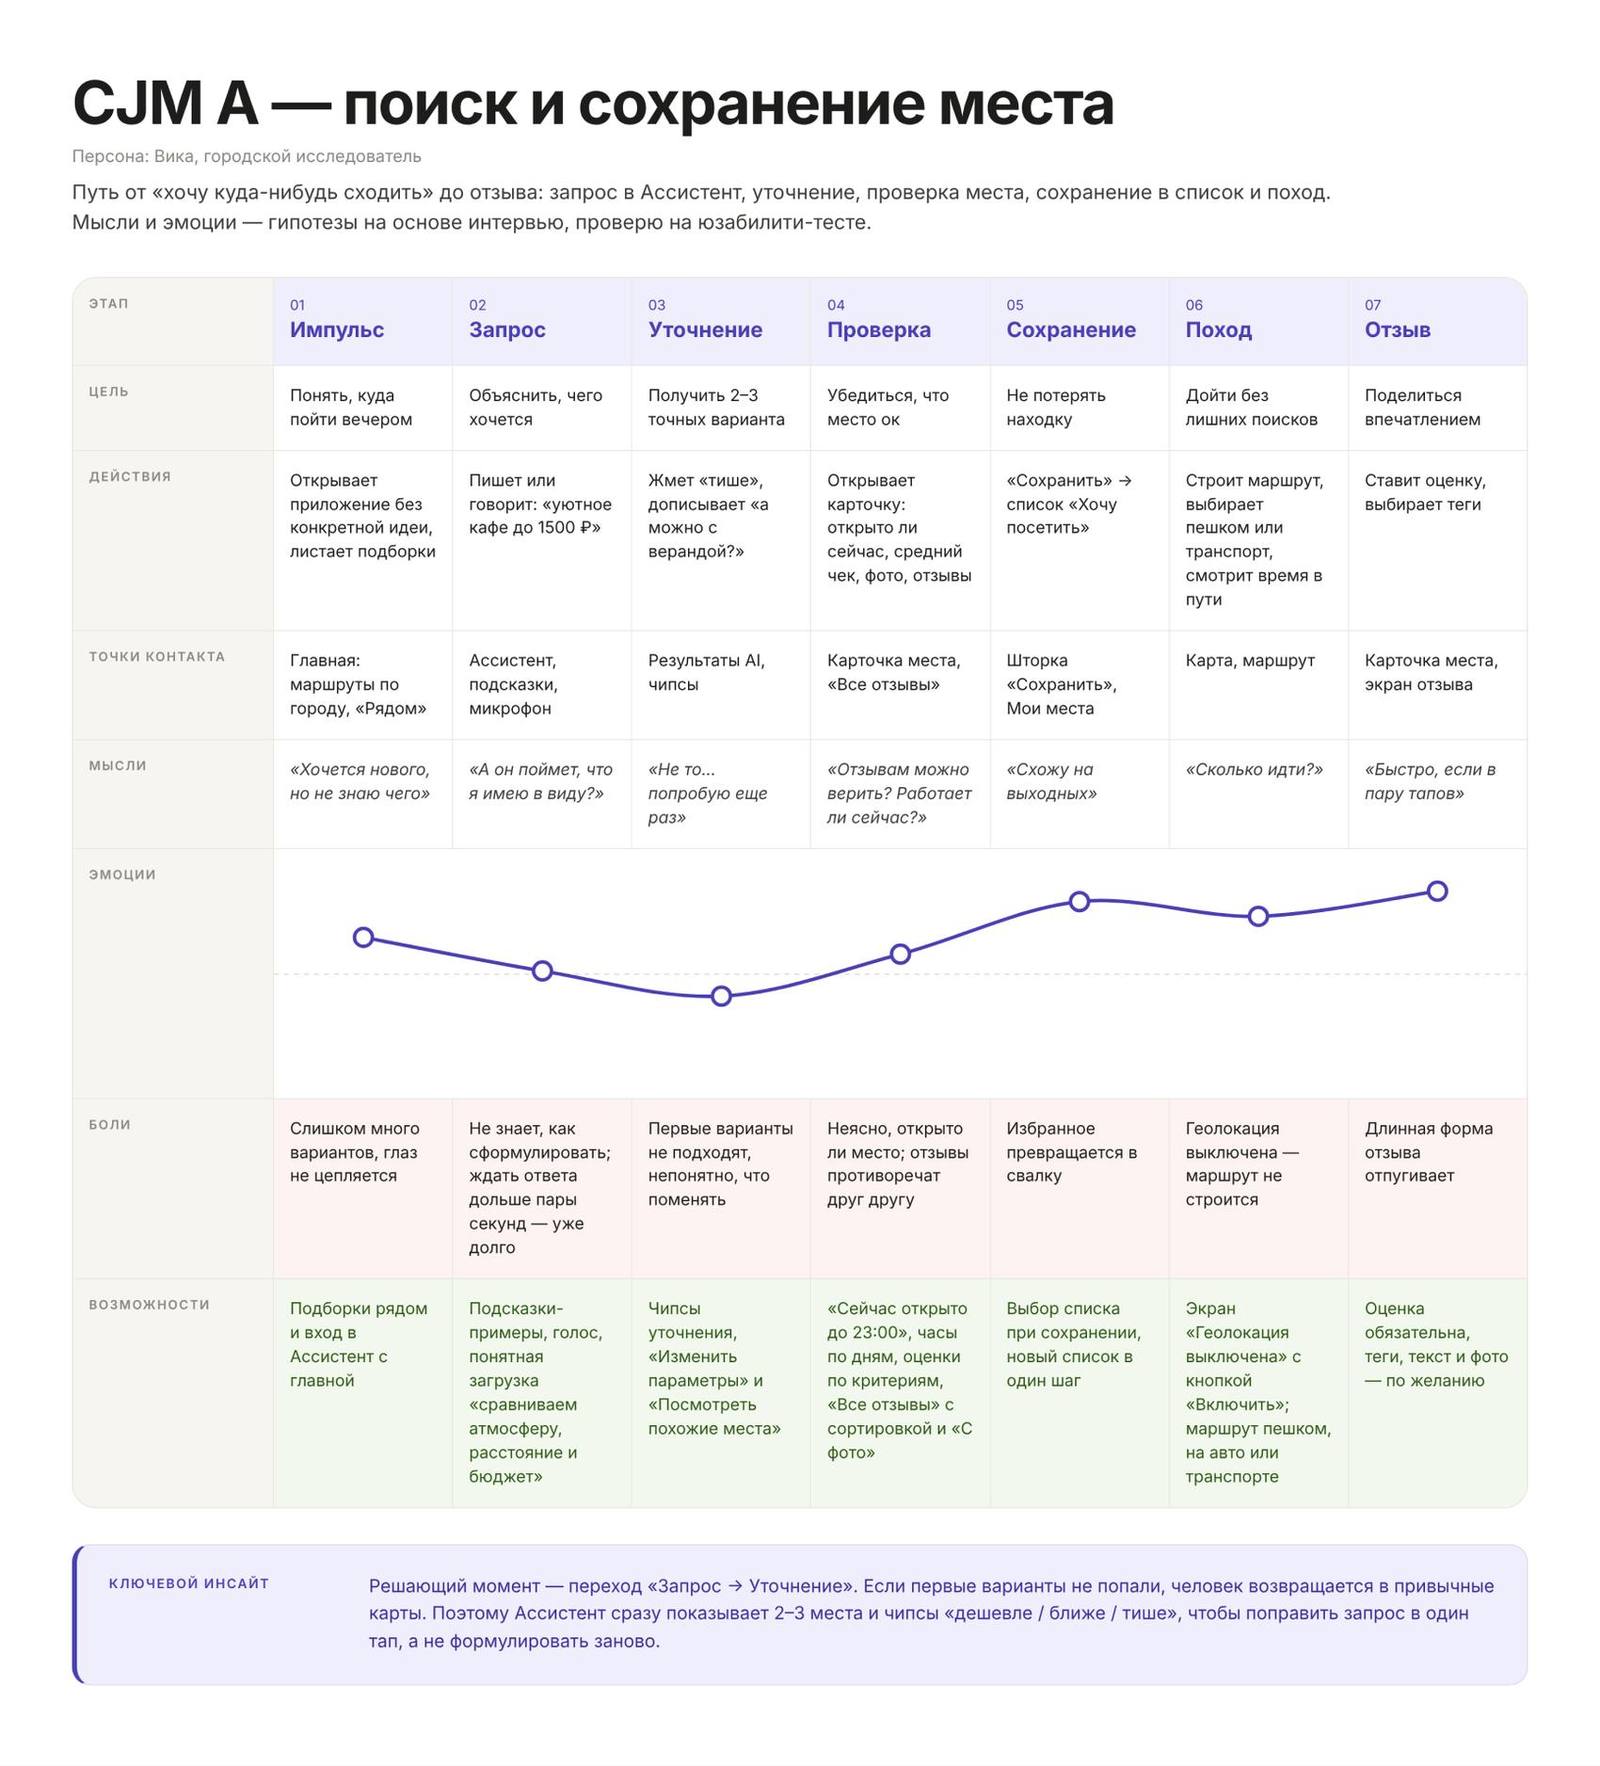 CJM A — поиск и сохранение места
Персона: Вика, городской исследователь
Путь от «хочу куда-нибудь сходить» до отзыва: запрос в Ассистент, уточнение, проверка места, сохранение в список и поход.
Мысли и эмоции — гипотезы на основе интервью, проверю на юзабилити-тесте.
ЭТАП
01
Импульс
02
Запрос
03
Уточнение
04
Проверка
05
Сохранение
06
Поход
07
Отзыв
ЦЕЛЬ
Понять, куда
пойти вечером
Объяснить, чего
хочется
Получить 2–3
точных варианта
Убедиться, что
место ок
Не потерять
находку
Дойти без
лишних поисков
Поделиться
впечатлением
ДЕЙСТВИЯ
Открывает
приложение без
конкретной идеи,
листает подборки
Пишет или
говорит: «уютное
кафе до 1500 ₽»
Жмет «тише»,
дописывает «а
можно с
верандой?»
Открывает
карточку:
открыто ли
сейчас, средний
чек, фото, отзывы
«Сохранить» →
список «Хочу
посетить»
Строит маршрут,
выбирает
пешком или
транспорт,
смотрит время в
пути
Ставит оценку,
выбирает теги
ТОЧКИ КОНТАКТА
Главная:
маршруты по
городу, «Рядом»
Ассистент,
подсказки,
микрофон
Результаты AI,
чипсы
Карточка места,
«Все отзывы»
Шторка
«Сохранить»,
Мои места
Карта, маршрут
Карточка места,
экран отзыва
МЫСЛИ
«Хочется нового,
но не знаю чего»
«А он поймет, что
я имею в виду?»
«Не то...
попробую еще
раз»
«Отзывам можно
верить? Работает
ли сейчас?»
«Схожу на
выходных»
«Сколько идти?»
«Быстро, если в
пару тапов»
ЭМОЦИИ
БОЛИ
Слишком много
вариантов, глаз
не цепляется
Не знает, как
сформулировать;
ждать ответа
дольше пары
секунд — уже
долго
Первые варианты
не подходят,
непонятно, что
поменять
Неясно, открыто
ли место; отзывы
противоречат
друг другу
Избранное
превращается в
свалку
Геолокация
выключена —
маршрут не
строится
Длинная форма
отзыва
отпугивает
ВОЗМОЖНОСТИ
Подборки рядом
и вход в
Ассистент с
главной
Подсказки-
примеры, голос,
понятная
загрузка
«сравниваем
атмосферу,
расстояние и
бюджет»
Чипсы
уточнения,
«Изменить
параметры» и
«Посмотреть
похожие места»
«Сейчас открыто
до 23:00», часы
по дням, оценки
по критериям,
«Все отзывы» с
сортировкой и «С
фото»
Выбор списка
при сохранении,
новый список в
один шаг
Экран
«Геолокация
выключена» с
кнопкой
«Включить»;
маршрут пешком,
на авто или
транспорте
Оценка
обязательна,
теги, текст и фото
— по желанию
КЛЮЧЕВОЙ ИНСАЙТ
Решающий момент — переход «Запрос → Уточнение». Если первые варианты не попали, человек возвращается в привычные
карты. Поэтому Ассистент сразу показывает 2–3 места и чипсы «дешевле / ближе / тише», чтобы поправить запрос в один
тап, а не формулировать заново.